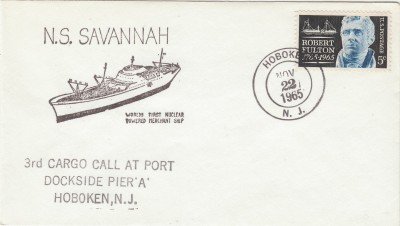 N.S. SAVANNAH
WORLDS FIRST NUCLEAR
POWERED MERCHANT SHIP
3rd CARGO CALL AT PORT
DOCKSIDE PIER "A"
HOBOKEN, N.J.
HOBOKEN
NOV
22
1965
N. J.
ROBERT
FULTON
1765-1965
U.S. POSTAGE
5¢